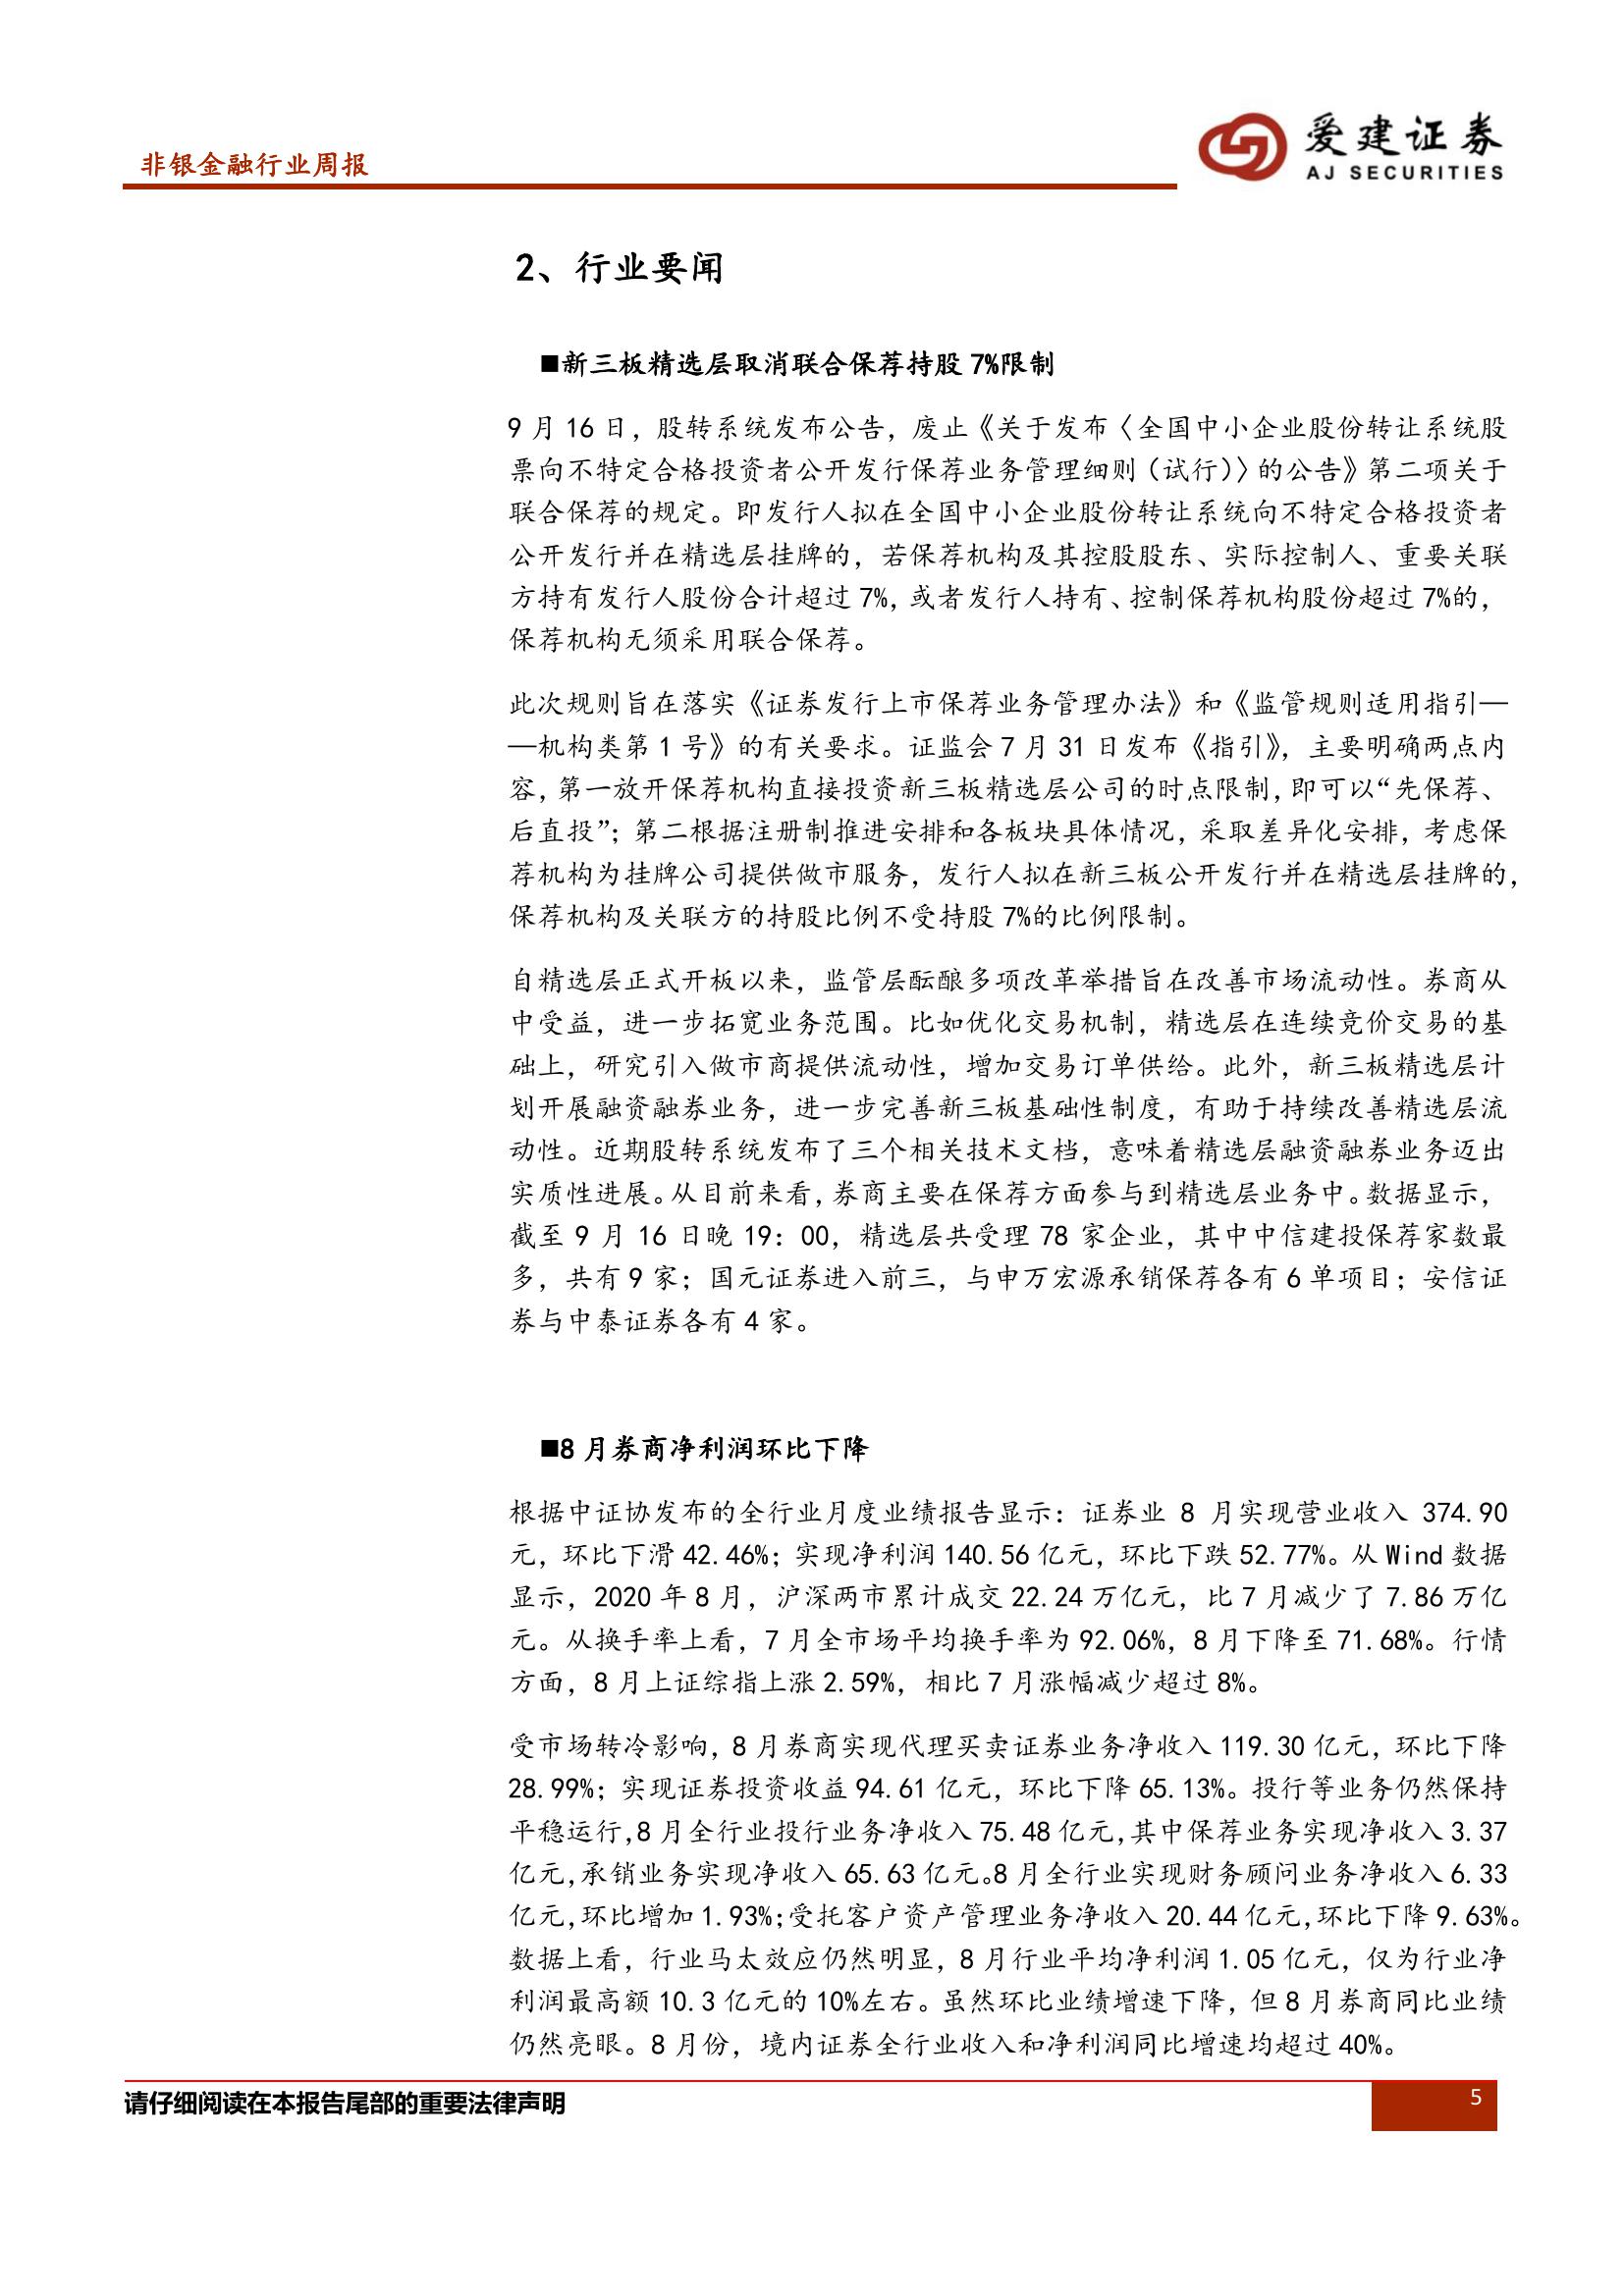 非银金融行业周报
爱建证券
AJ SECURITIES
2、行业要闻
■新三板精选层取消联合保荐持股 7%限制
9 月 16 日，股转系统发布公告，废止《关于发布〈全国中小企业股份转让系统股
票向不特定合格投资者公开发行保荐业务管理细则（试行）〉的公告》第二项关于
联合保荐的规定。即发行人拟在全国中小企业股份转让系统向不特定合格投资者
公开发行并在精选层挂牌的，若保荐机构及其控股股东、实际控制人、重要关联
方持有发行人股份合计超过 7%，或者发行人持有、控制保荐机构股份超过 7%的，
保荐机构无须采用联合保荐。
此次规则旨在落实《证券发行上市保荐业务管理办法》和《监管规则适用指引—
—机构类第 1 号》的有关要求。证监会 7 月 31 日发布《指引》，主要明确两点内
容，第一放开保荐机构直接投资新三板精选层公司的时点限制，即可以“先保荐、
后直投”；第二根据注册制推进安排和各板块具体情况，采取差异化安排，考虑保
荐机构为挂牌公司提供做市服务，发行人拟在新三板公开发行并在精选层挂牌的，
保荐机构及关联方的持股比例不受持股 7%的比例限制。
自精选层正式开板以来，监管层酝酿多项改革举措旨在改善市场流动性。券商从
中受益，进一步拓宽业务范围。比如优化交易机制，精选层在连续竞价交易的基
础上，研究引入做市商提供流动性，增加交易订单供给。此外，新三板精选层计
划开展融资融券业务，进一步完善新三板基础性制度，有助于持续改善精选层流
动性。近期股转系统发布了三个相关技术文档，意味着精选层融资融券业务迈出
实质性进展。从目前来看，券商主要在保荐方面参与到精选层业务中。数据显示，
截至 9 月 16 日晚 19：00，精选层共受理 78 家企业，其中中信建投保荐家数最
多，共有 9 家；国元证券进入前三，与申万宏源承销保荐各有 6 单项目；安信证
券与中泰证券各有 4 家。
■8 月券商净利润环比下降
根据中证协发布的全行业月度业绩报告显示：证券业 8 月实现营业收入 374.90
元，环比下滑 42.46%；实现净利润 140.56 亿元，环比下跌 52.77%。从 Wind 数据
显示，2020 年 8 月，沪深两市累计成交 22.24 万亿元，比 7 月减少了 7.86 万亿
元。从换手率上看，7 月全市场平均换手率为 92.06%，8 月下降至 71.68%。行情
方面，8 月上证综指上涨 2.59%，相比 7 月涨幅减少超过 8%。
受市场转冷影响，8 月券商实现代理买卖证券业务净收入 119.30 亿元，环比下降
28.99%；实现证券投资收益 94.61 亿元，环比下降 65.13%。投行等业务仍然保持
平稳运行，8 月全行业投行业务净收入 75.48 亿元，其中保荐业务实现净收入 3.37
亿元，承销业务实现净收入 65.63 亿元。8 月全行业实现财务顾问业务净收入 6.33
亿元，环比增加 1.93%；受托客户资产管理业务净收入 20.44 亿元，环比下降 9.63%。
数据上看，行业马太效应仍然明显，8 月行业平均净利润 1.05 亿元，仅为行业净
利润最高额 10.3 亿元的 10%左右。虽然环比业绩增速下降，但 8 月券商同比业绩
仍然亮眼。8 月份，境内证券全行业收入和净利润同比增速均超过 40%。
请仔细阅读在本报告尾部的重要法律声明
5